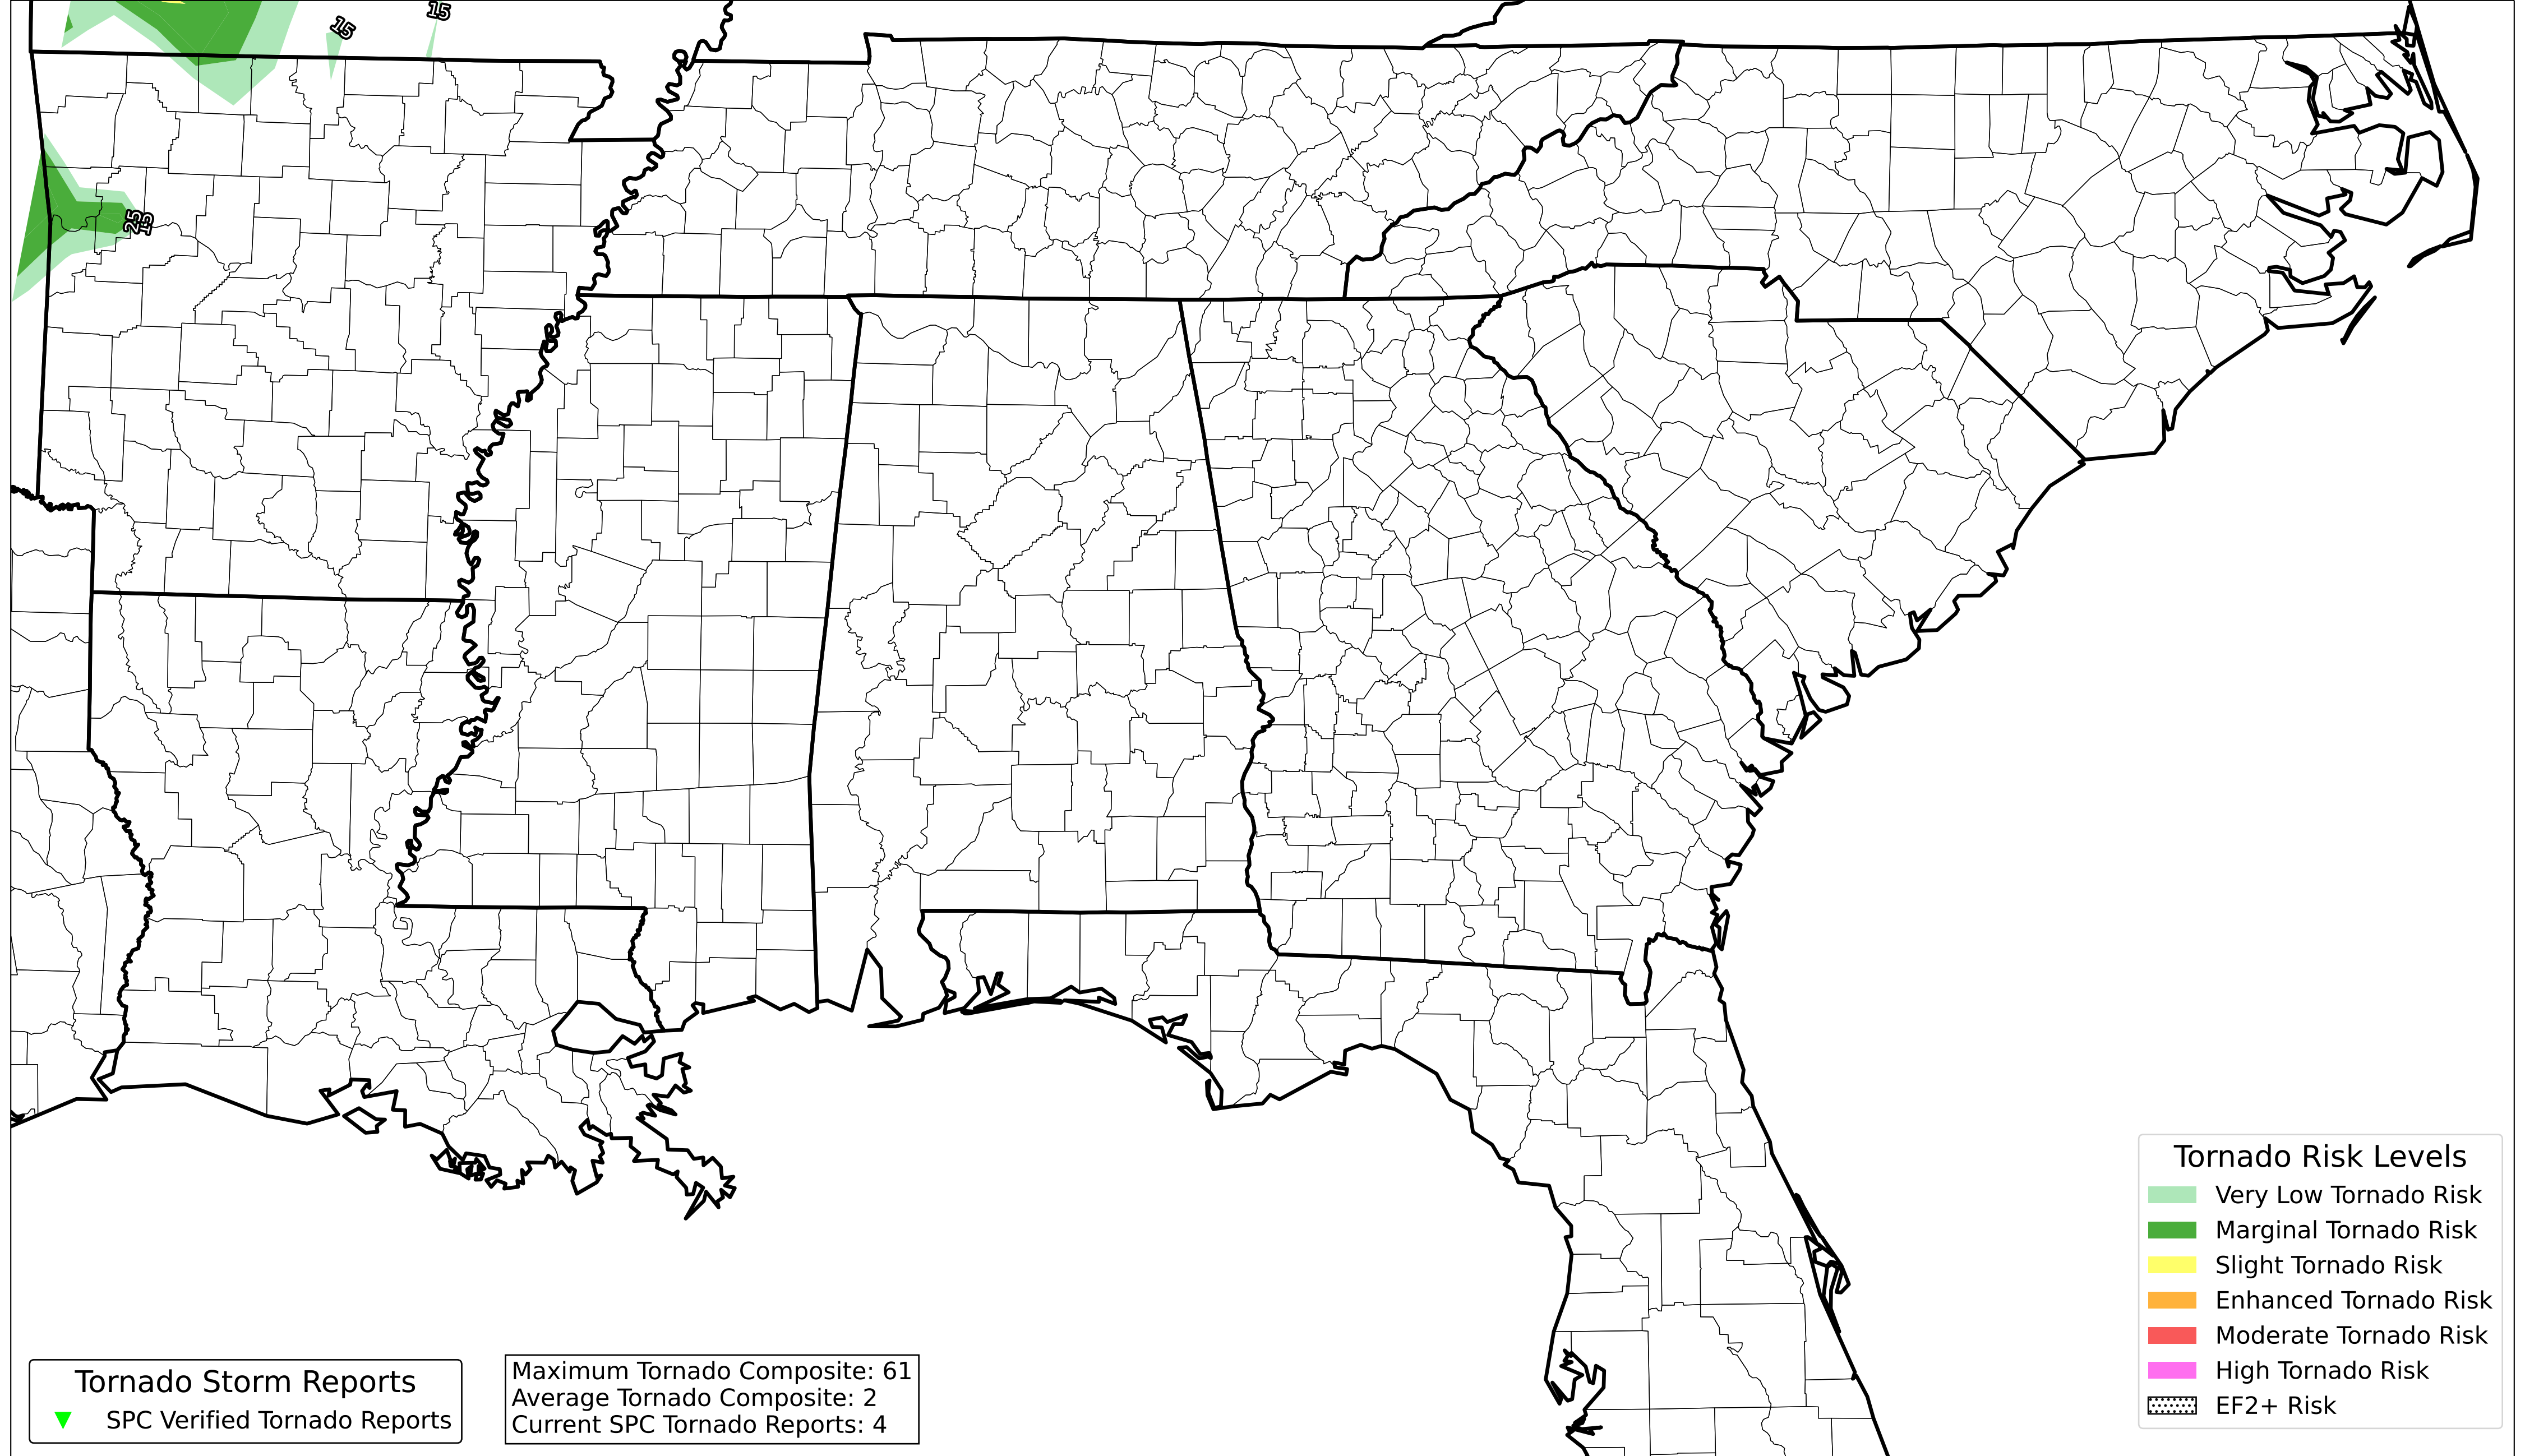 15
15
25
15
Tornado Risk Levels
Very Low Tornado Risk
Marginal Tornado Risk
Slight Tornado Risk
Enhanced Tornado Risk
Moderate Tornado Risk
High Tornado Risk
EF2+ Risk
Tornado Storm Reports
SPC Verified Tornado Reports
Maximum Tornado Composite: 61
Average Tornado Composite: 2
Current SPC Tornado Reports: 4